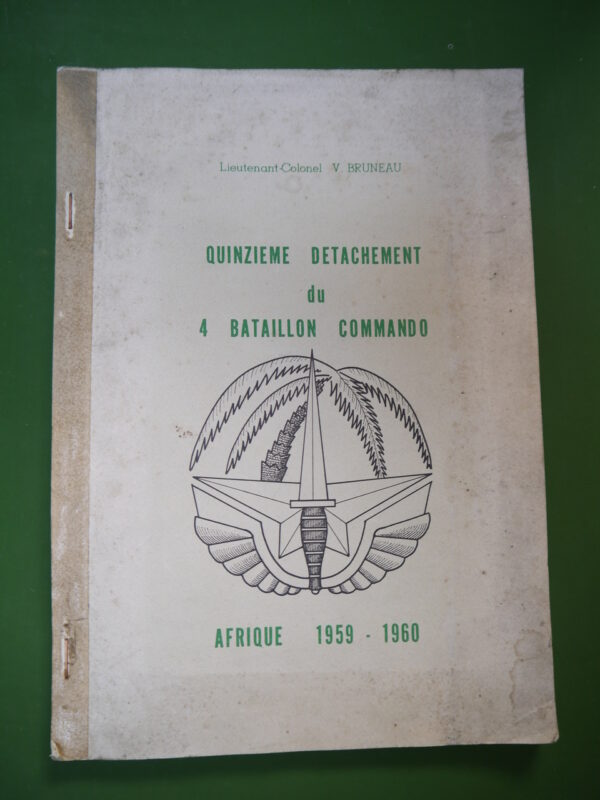 Lieutenant-Colonel V. BRUNEAU
QUINZIEME DETACHEMENT
du
4 BATAILLON COMMANDO
AFRIQUE 1959 - 1960